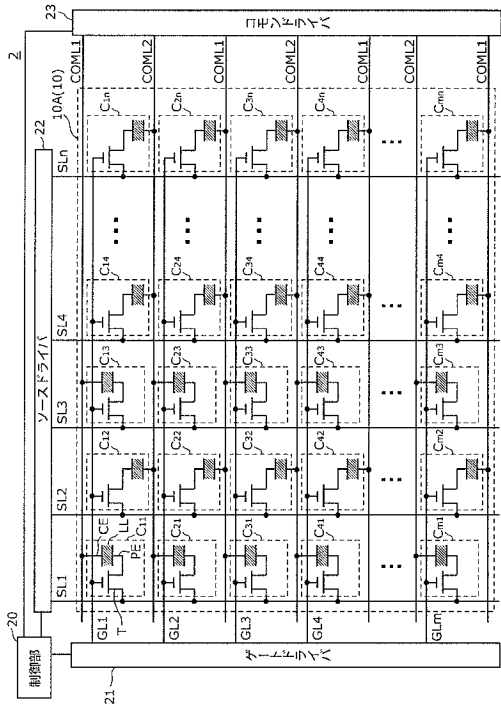 2
20
制御部
22
ソースドライバ
23
コモンドライバ
21
ゲートドライバ
10A(10)
SL1
SL2
SL3
SL4
SLn
COML1
CE
LL
C11
PE
T
C12
C13
C14
C1n
GL1
COML2
C21
C22
C23
C24
C2n
GL2
COML1
C31
C32
C33
C34
C3n
GL3
COML2
C41
C42
C43
C44
C4n
GL4
COML1
COML2
Cm1
Cm2
Cm3
Cm4
Cmn
GLm
COML1